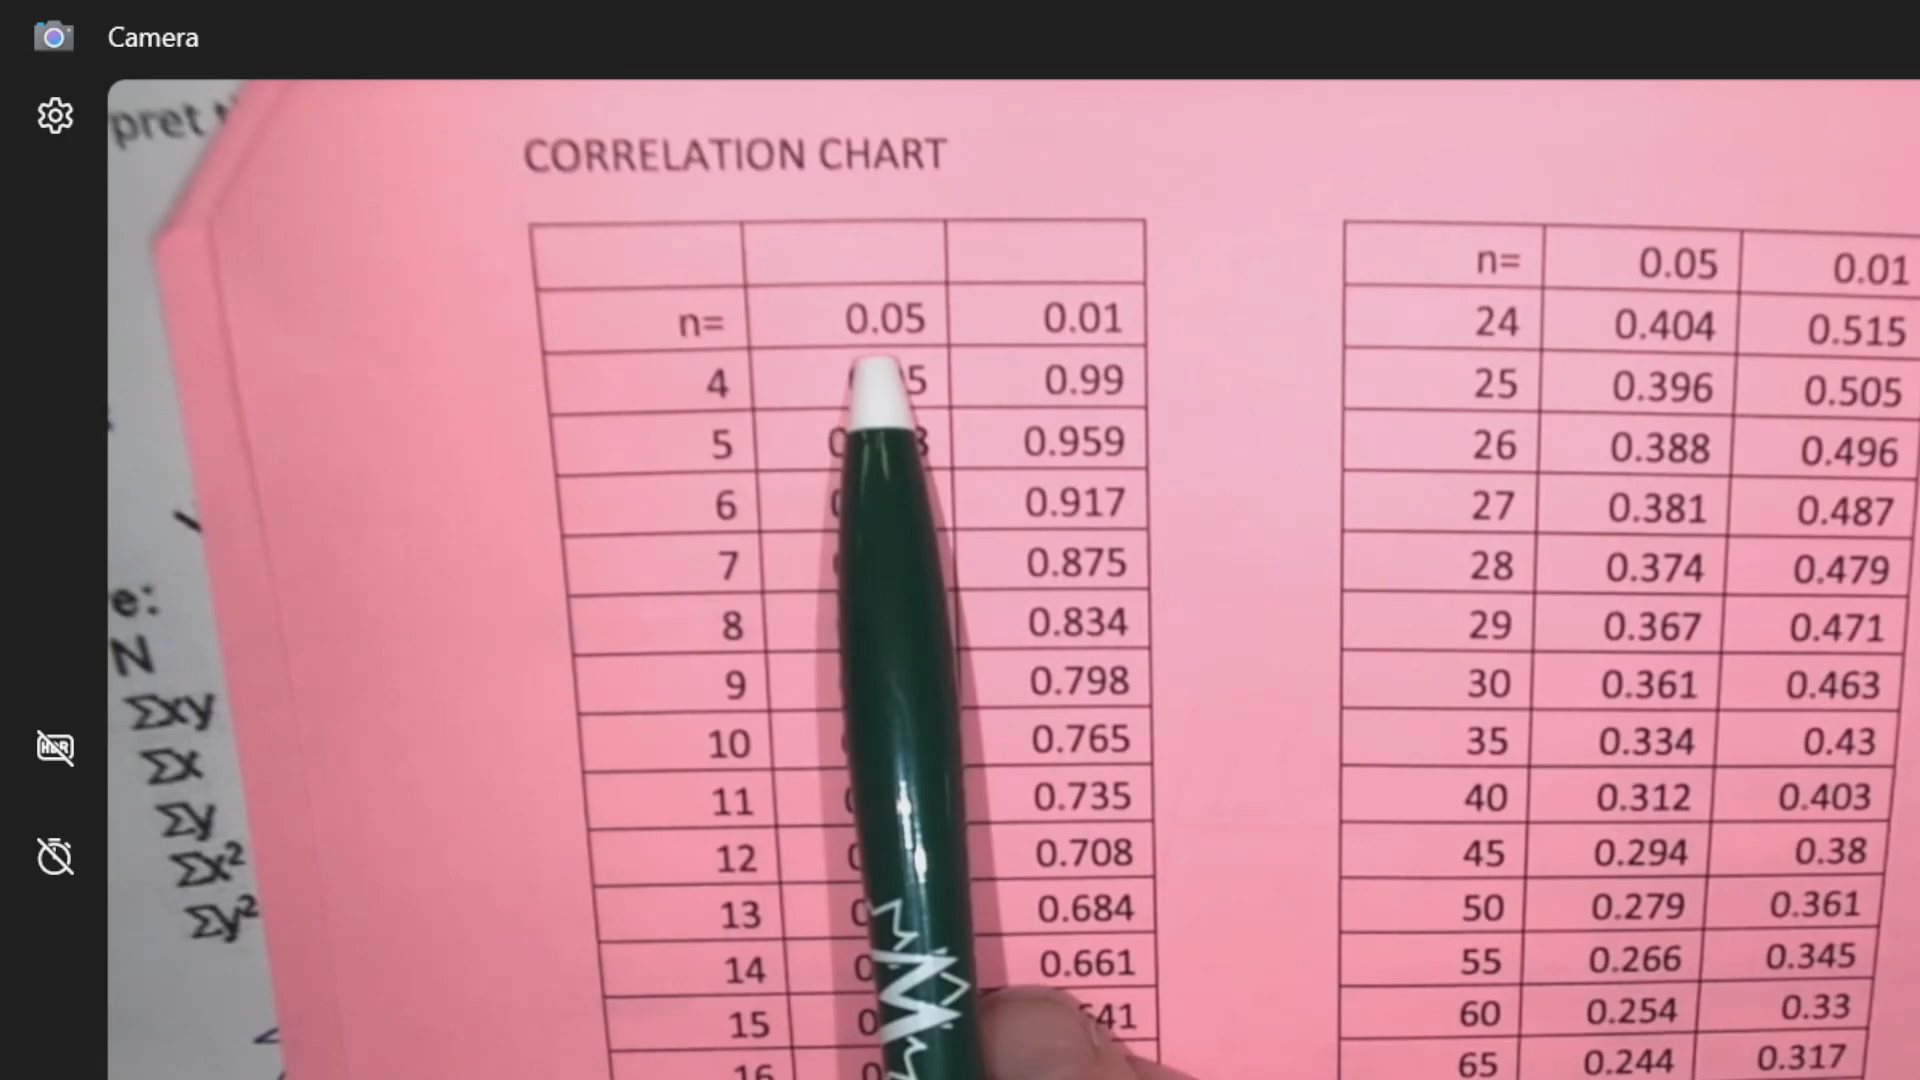 Camera
pret
CORRELATION CHART
n= 0.05 0.01
4 0.99
5 0.959
6 0.917
7 0.875
8 0.834
9 0.798
10 0.765
11 0.735
12 0.708
13 0.684
14 0.661
15
16
n= 0.05 0.01
24 0.404 0.515
25 0.396 0.505
26 0.388 0.496
27 0.381 0.487
28 0.374 0.479
29 0.367 0.471
30 0.361 0.463
35 0.334 0.43
40 0.312 0.403
45 0.294 0.38
50 0.279 0.361
55 0.266 0.345
60 0.254 0.33
65 0.244 0.317
e:
N
Σxy
Σx
Σy
Σx²
Σy²
HDR